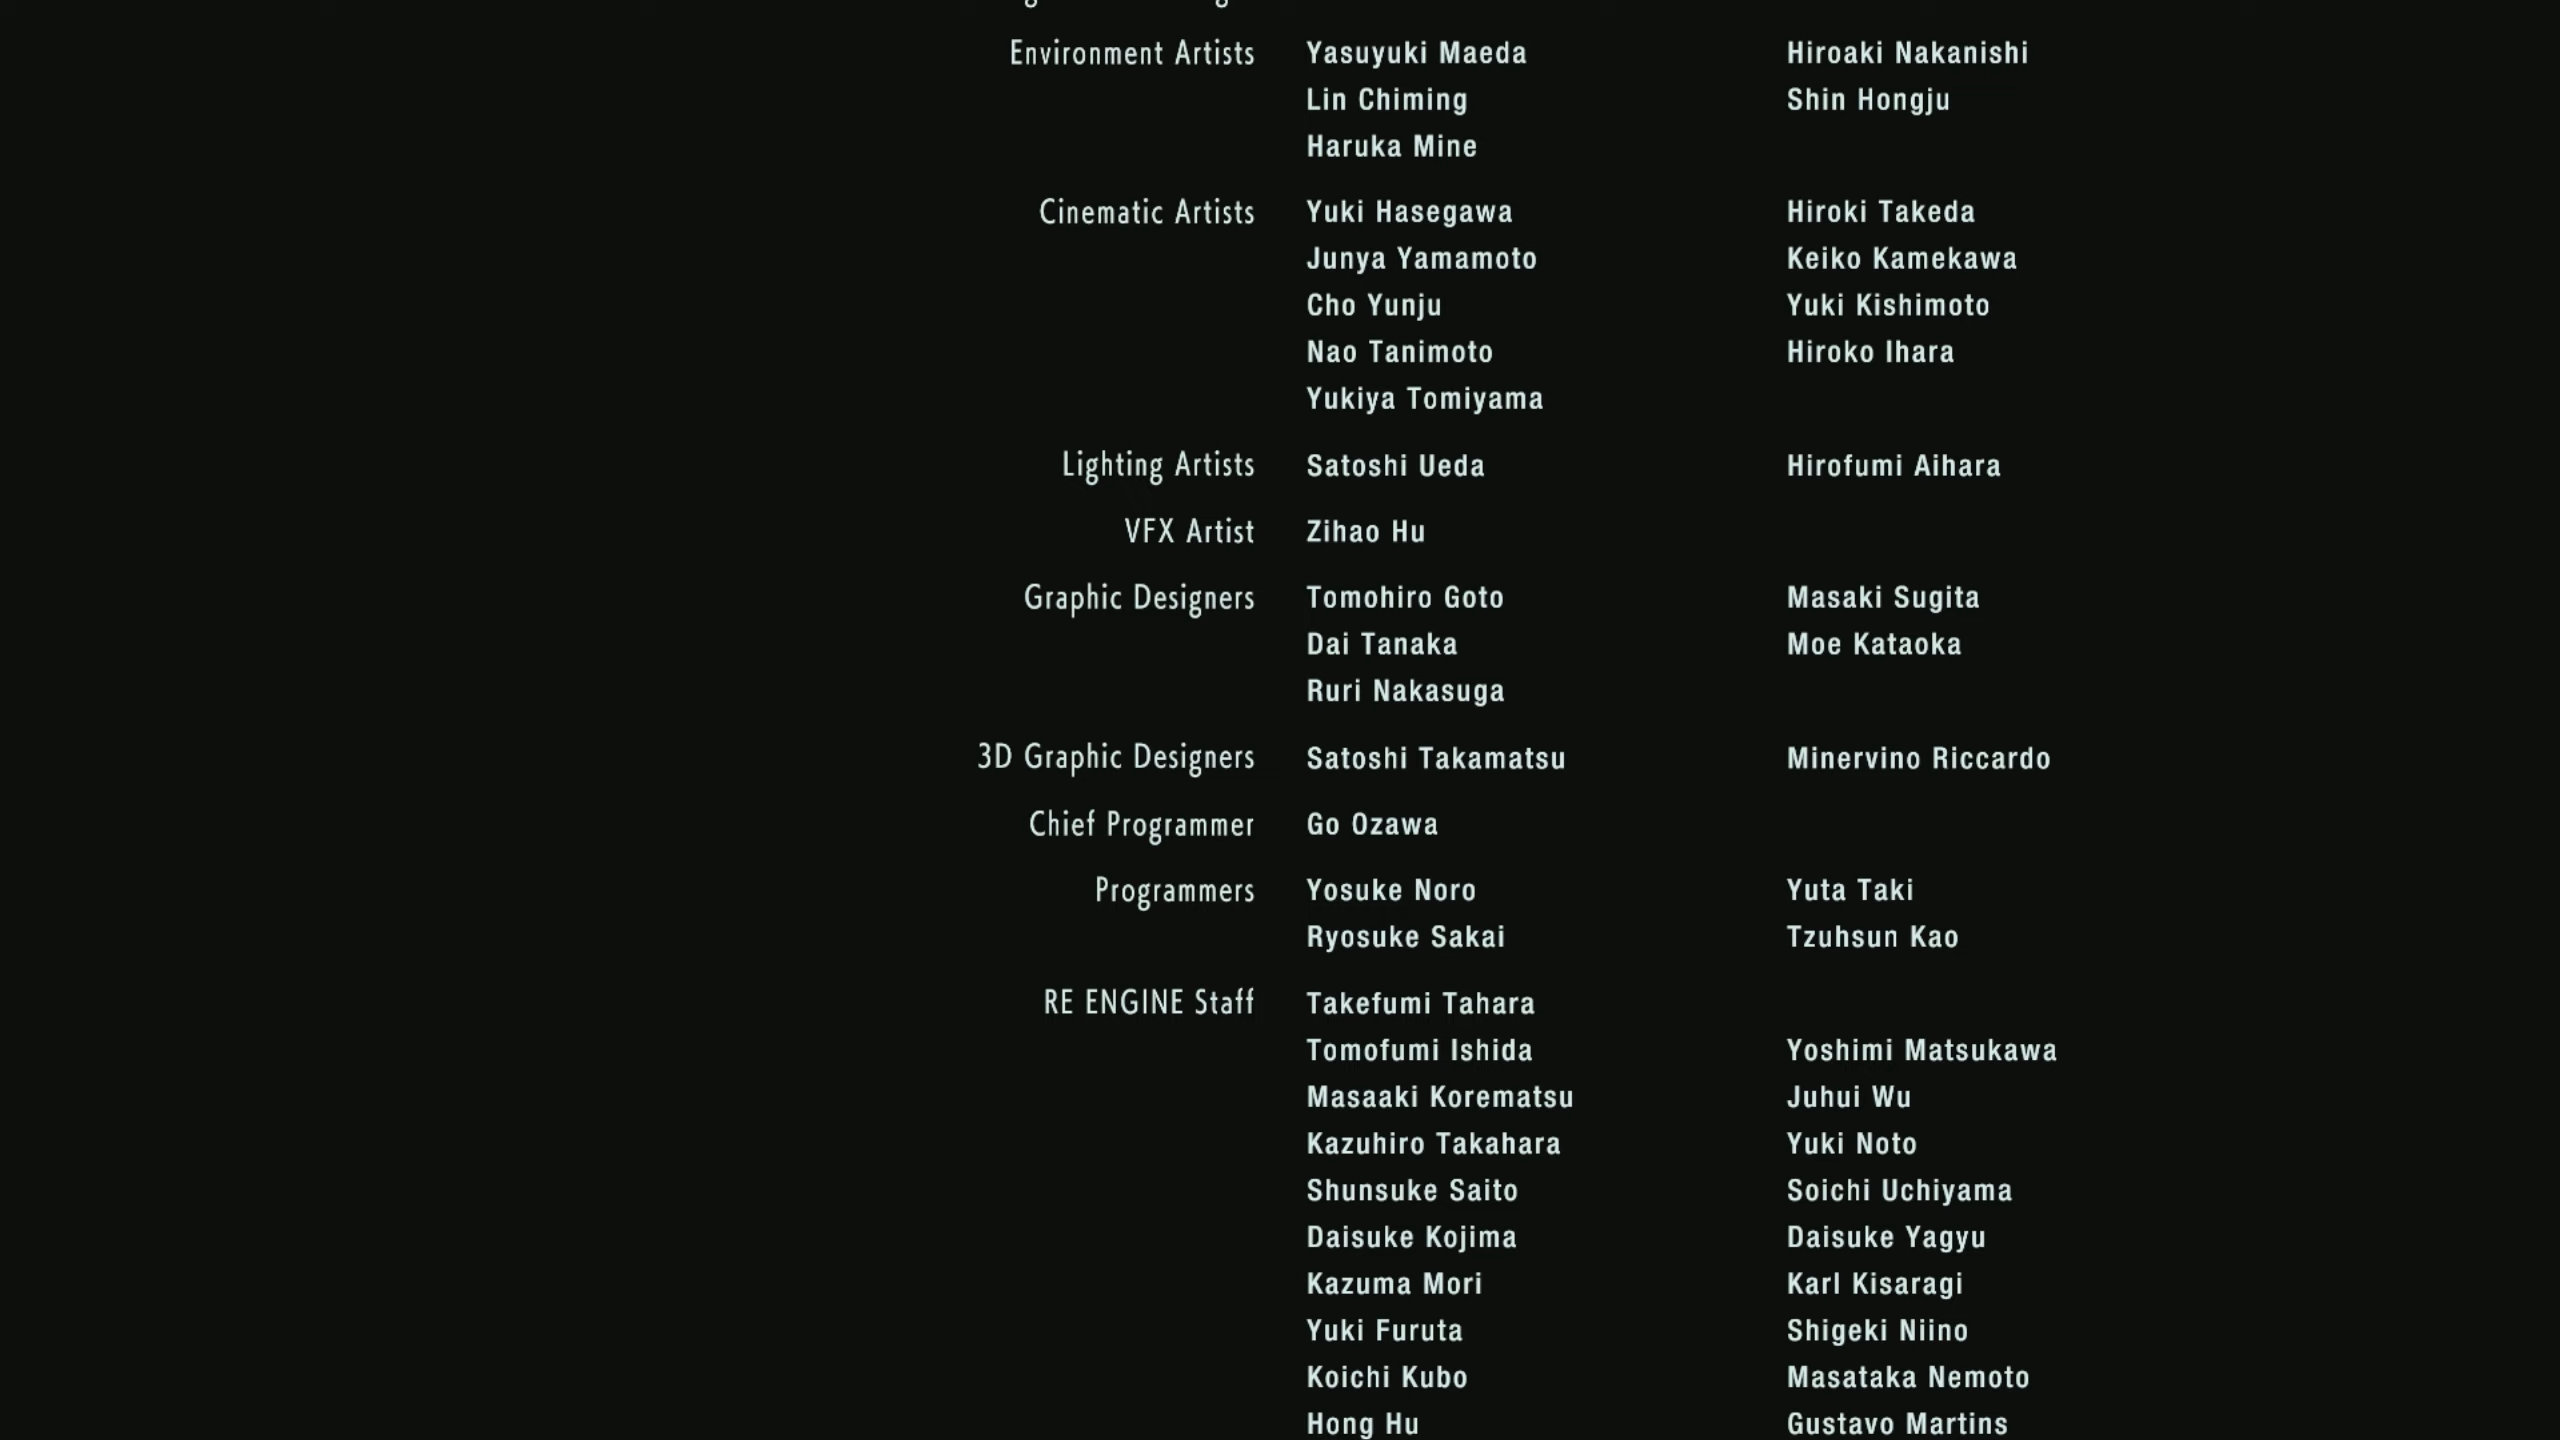 Environment Artists Yasuyuki Maeda Hiroaki Nakanishi
Lin Chiming Shin Hongju
Haruka Mine
Cinematic Artists Yuki Hasegawa Hiroki Takeda
Junya Yamamoto Keiko Kamekawa
Cho Yunju Yuki Kishimoto
Nao Tanimoto Hiroko Ihara
Yukiya Tomiyama
Lighting Artists Satoshi Ueda Hirofumi Aihara
VFX Artist Zihao Hu
Graphic Designers Tomohiro Goto Masaki Sugita
Dai Tanaka Moe Kataoka
Ruri Nakasuga
3D Graphic Designers Satoshi Takamatsu Minervino Riccardo
Chief Programmer Go Ozawa
Programmers Yosuke Noro Yuta Taki
Ryosuke Sakai Tzuhsun Kao
RE ENGINE Staff Takefumi Tahara
Tomofumi Ishida Yoshimi Matsukawa
Masaaki Korematsu Juhui Wu
Kazuhiro Takahara Yuki Noto
Shunsuke Saito Soichi Uchiyama
Daisuke Kojima Daisuke Yagyu
Kazuma Mori Karl Kisaragi
Yuki Furuta Shigeki Niino
Koichi Kubo Masataka Nemoto
Hong Hu Gustavo Martins